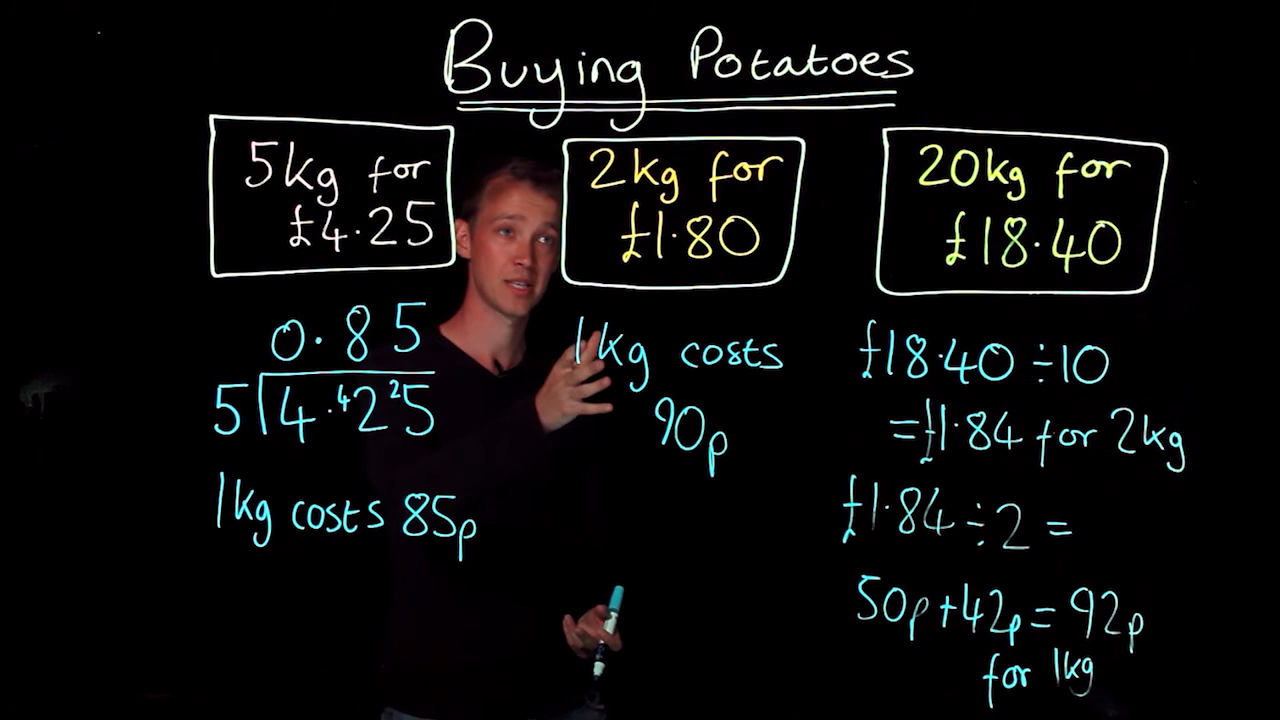 Buying Potatoes
5kg for
£4.25
0.85
5 4.⁴2²5
1kg costs 85p
2kg for
£1.80
1kg costs
90p
20kg for
£18.40
£18.40 ÷10
=£1.84 for 2kg
£1.84 ÷2 =
50p+42p= 92p
for 1kg